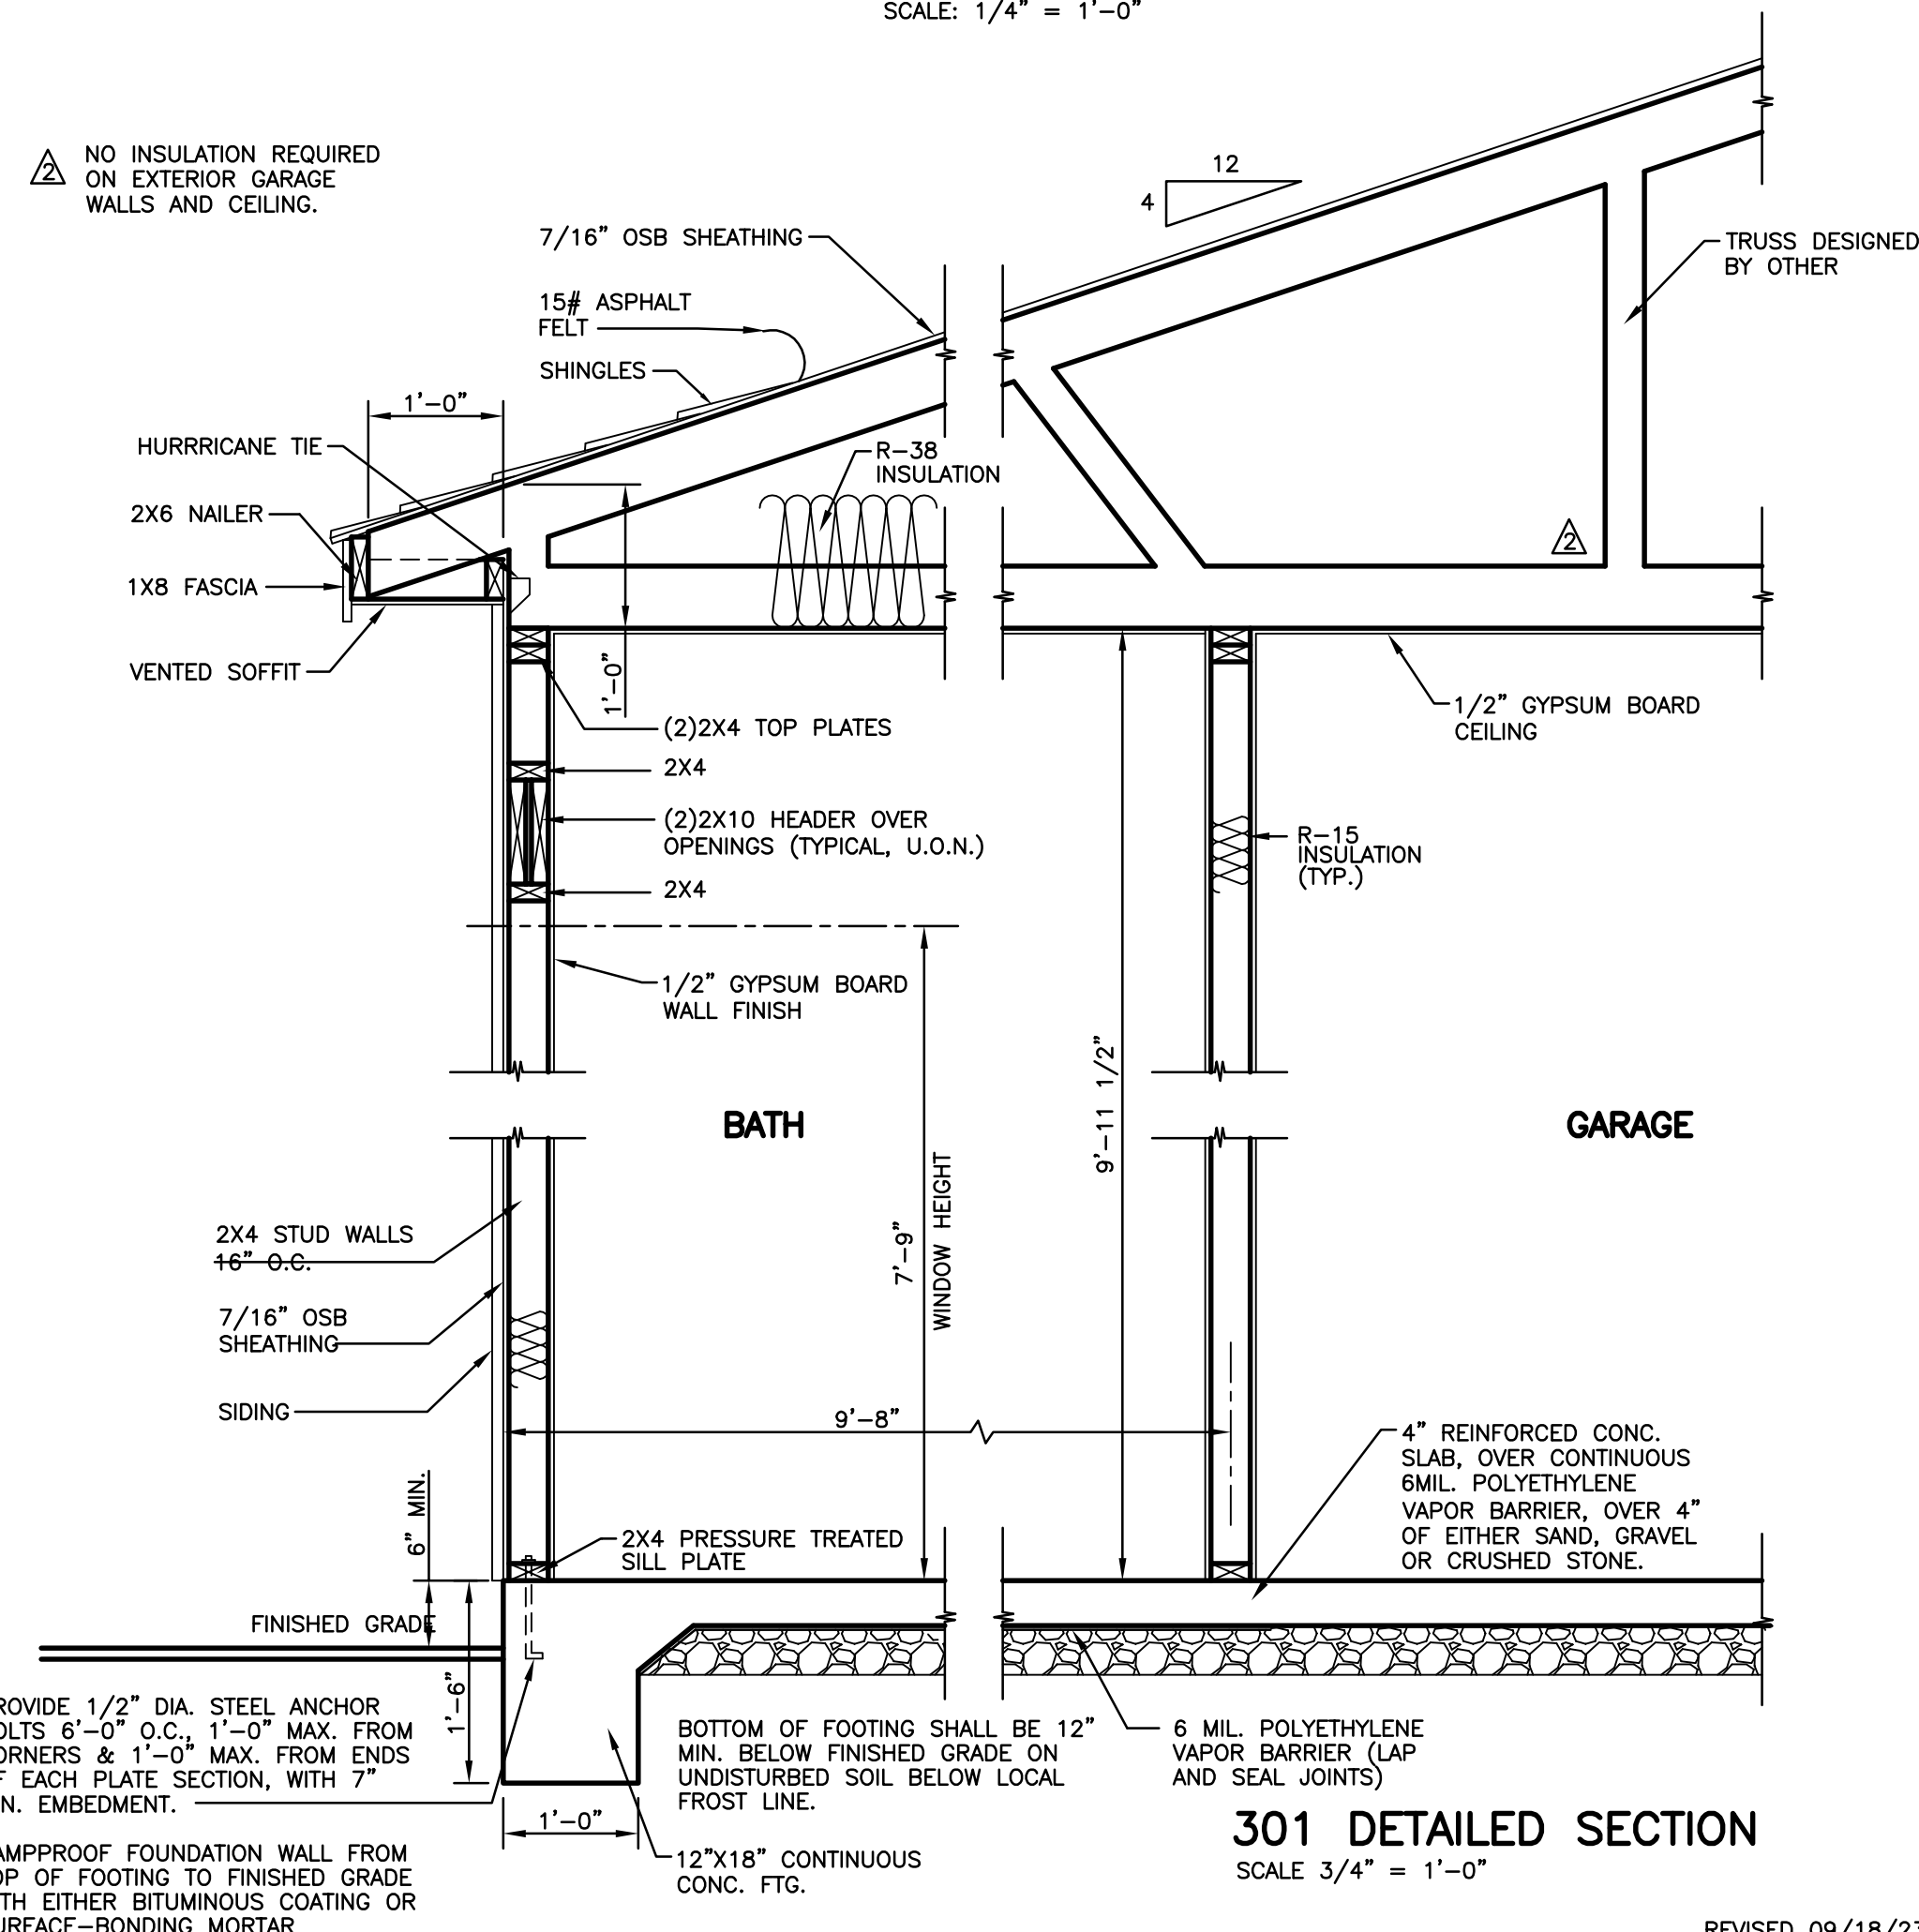 SCALE: 1/4" = 1'-0"
2
NO INSULATION REQUIRED
ON EXTERIOR GARAGE
WALLS AND CEILING.
12
4
7/16" OSB SHEATHING
TRUSS DESIGNED
BY OTHER
15# ASPHALT
FELT
SHINGLES
1'-0"
HURRRICANE TIE
R-38
INSULATION
2X6 NAILER
2
1X8 FASCIA
VENTED SOFFIT
1'-0"
(2)2X4 TOP PLATES
1/2" GYPSUM BOARD
CEILING
2X4
(2)2X10 HEADER OVER
OPENINGS (TYPICAL, U.O.N.)
R-15
INSULATION
(TYP.)
2X4
1/2" GYPSUM BOARD
WALL FINISH
9'-11 1/2"
BATH
GARAGE
7'-9"
WINDOW HEIGHT
2X4 STUD WALLS
16" O.C.
7/16" OSB
SHEATHING
SIDING
9'-8"
4" REINFORCED CONC.
SLAB, OVER CONTINUOUS
6MIL. POLYETHYLENE
VAPOR BARRIER, OVER 4"
OF EITHER SAND, GRAVEL
OR CRUSHED STONE.
6" MIN.
2X4 PRESSURE TREATED
SILL PLATE
FINISHED GRADE
1'-6"
ROVIDE 1/2" DIA. STEEL ANCHOR
OLTS 6'-0" O.C., 1'-0" MAX. FROM
ORNERS & 1'-0" MAX. FROM ENDS
F EACH PLATE SECTION, WITH 7"
N. EMBEDMENT.
BOTTOM OF FOOTING SHALL BE 12"
MIN. BELOW FINISHED GRADE ON
UNDISTURBED SOIL BELOW LOCAL
FROST LINE.
6 MIL. POLYETHYLENE
VAPOR BARRIER (LAP
AND SEAL JOINTS)
1'-0"
12"X18" CONTINUOUS
CONC. FTG.
AMPPROOF FOUNDATION WALL FROM
OP OF FOOTING TO FINISHED GRADE
TH EITHER BITUMINOUS COATING OR
URFACE-BONDING MORTAR
301 DETAILED SECTION
SCALE 3/4" = 1'-0"
REVISED 09/18/23